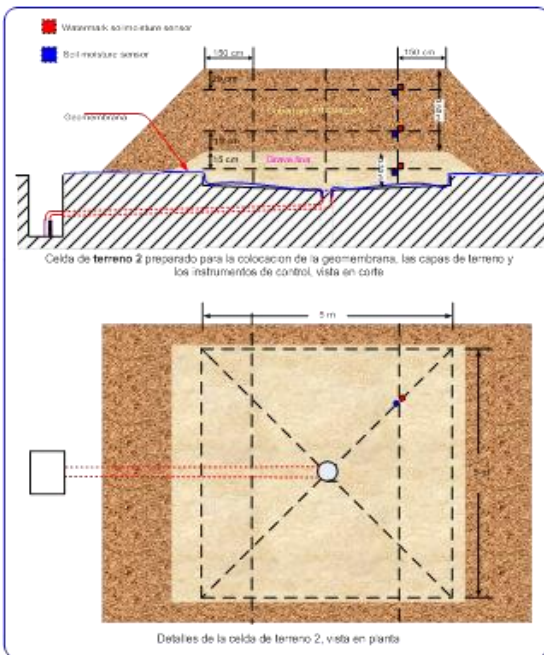 Watermark soil moisture sensor
Soil moisture sensor
150 cm
150 cm
Geomembrana
15 cm
Grava fina
Celda de terreno 2 preparado para la colocacion de la geomembrana, las capas de terreno y
los instrumentos de control, vista en corte
5 m
Detalles de la celda de terreno 2, vista en planta